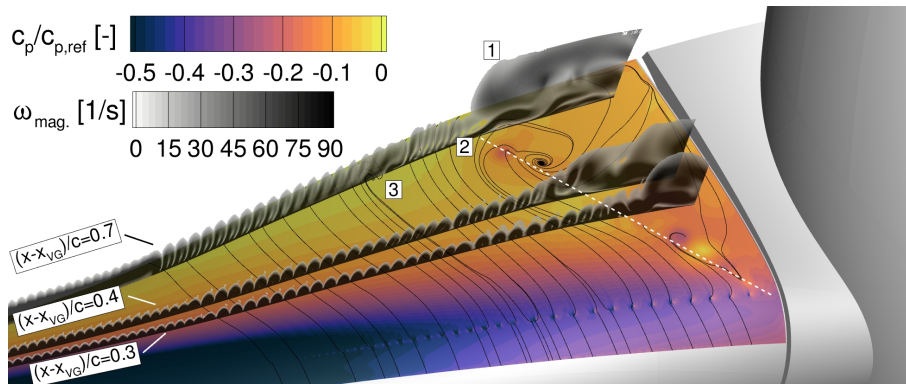 c_p/c_p,ref [-]
-0.5 -0.4 -0.3 -0.2 -0.1 0
ω_mag. [1/s]
0 15 30 45 60 75 90
1
2
3
(x-x_VG)/c=0.7
(x-x_VG)/c=0.4
(x-x_VG)/c=0.3